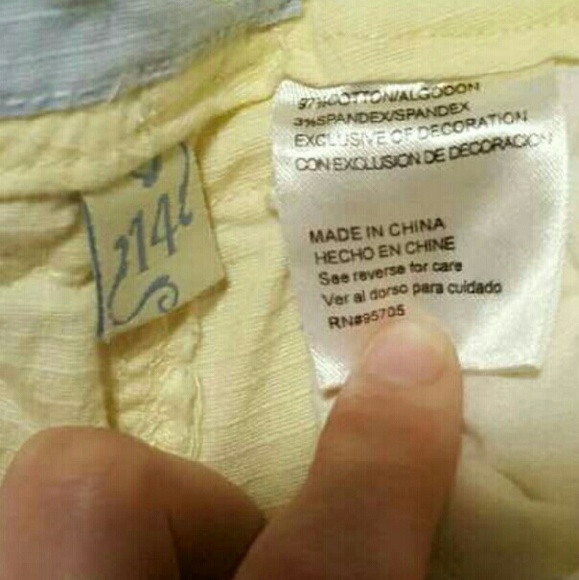 97%COTTON/ALGODON
3%SPANDEX/SPANDEX
EXCLUSIVE OF DECORATION
CON EXCLUSION DE DECORACION
MADE IN CHINA
HECHO EN CHINE
See reverse for care
Ver al dorso para cuidado
RN#95705
14